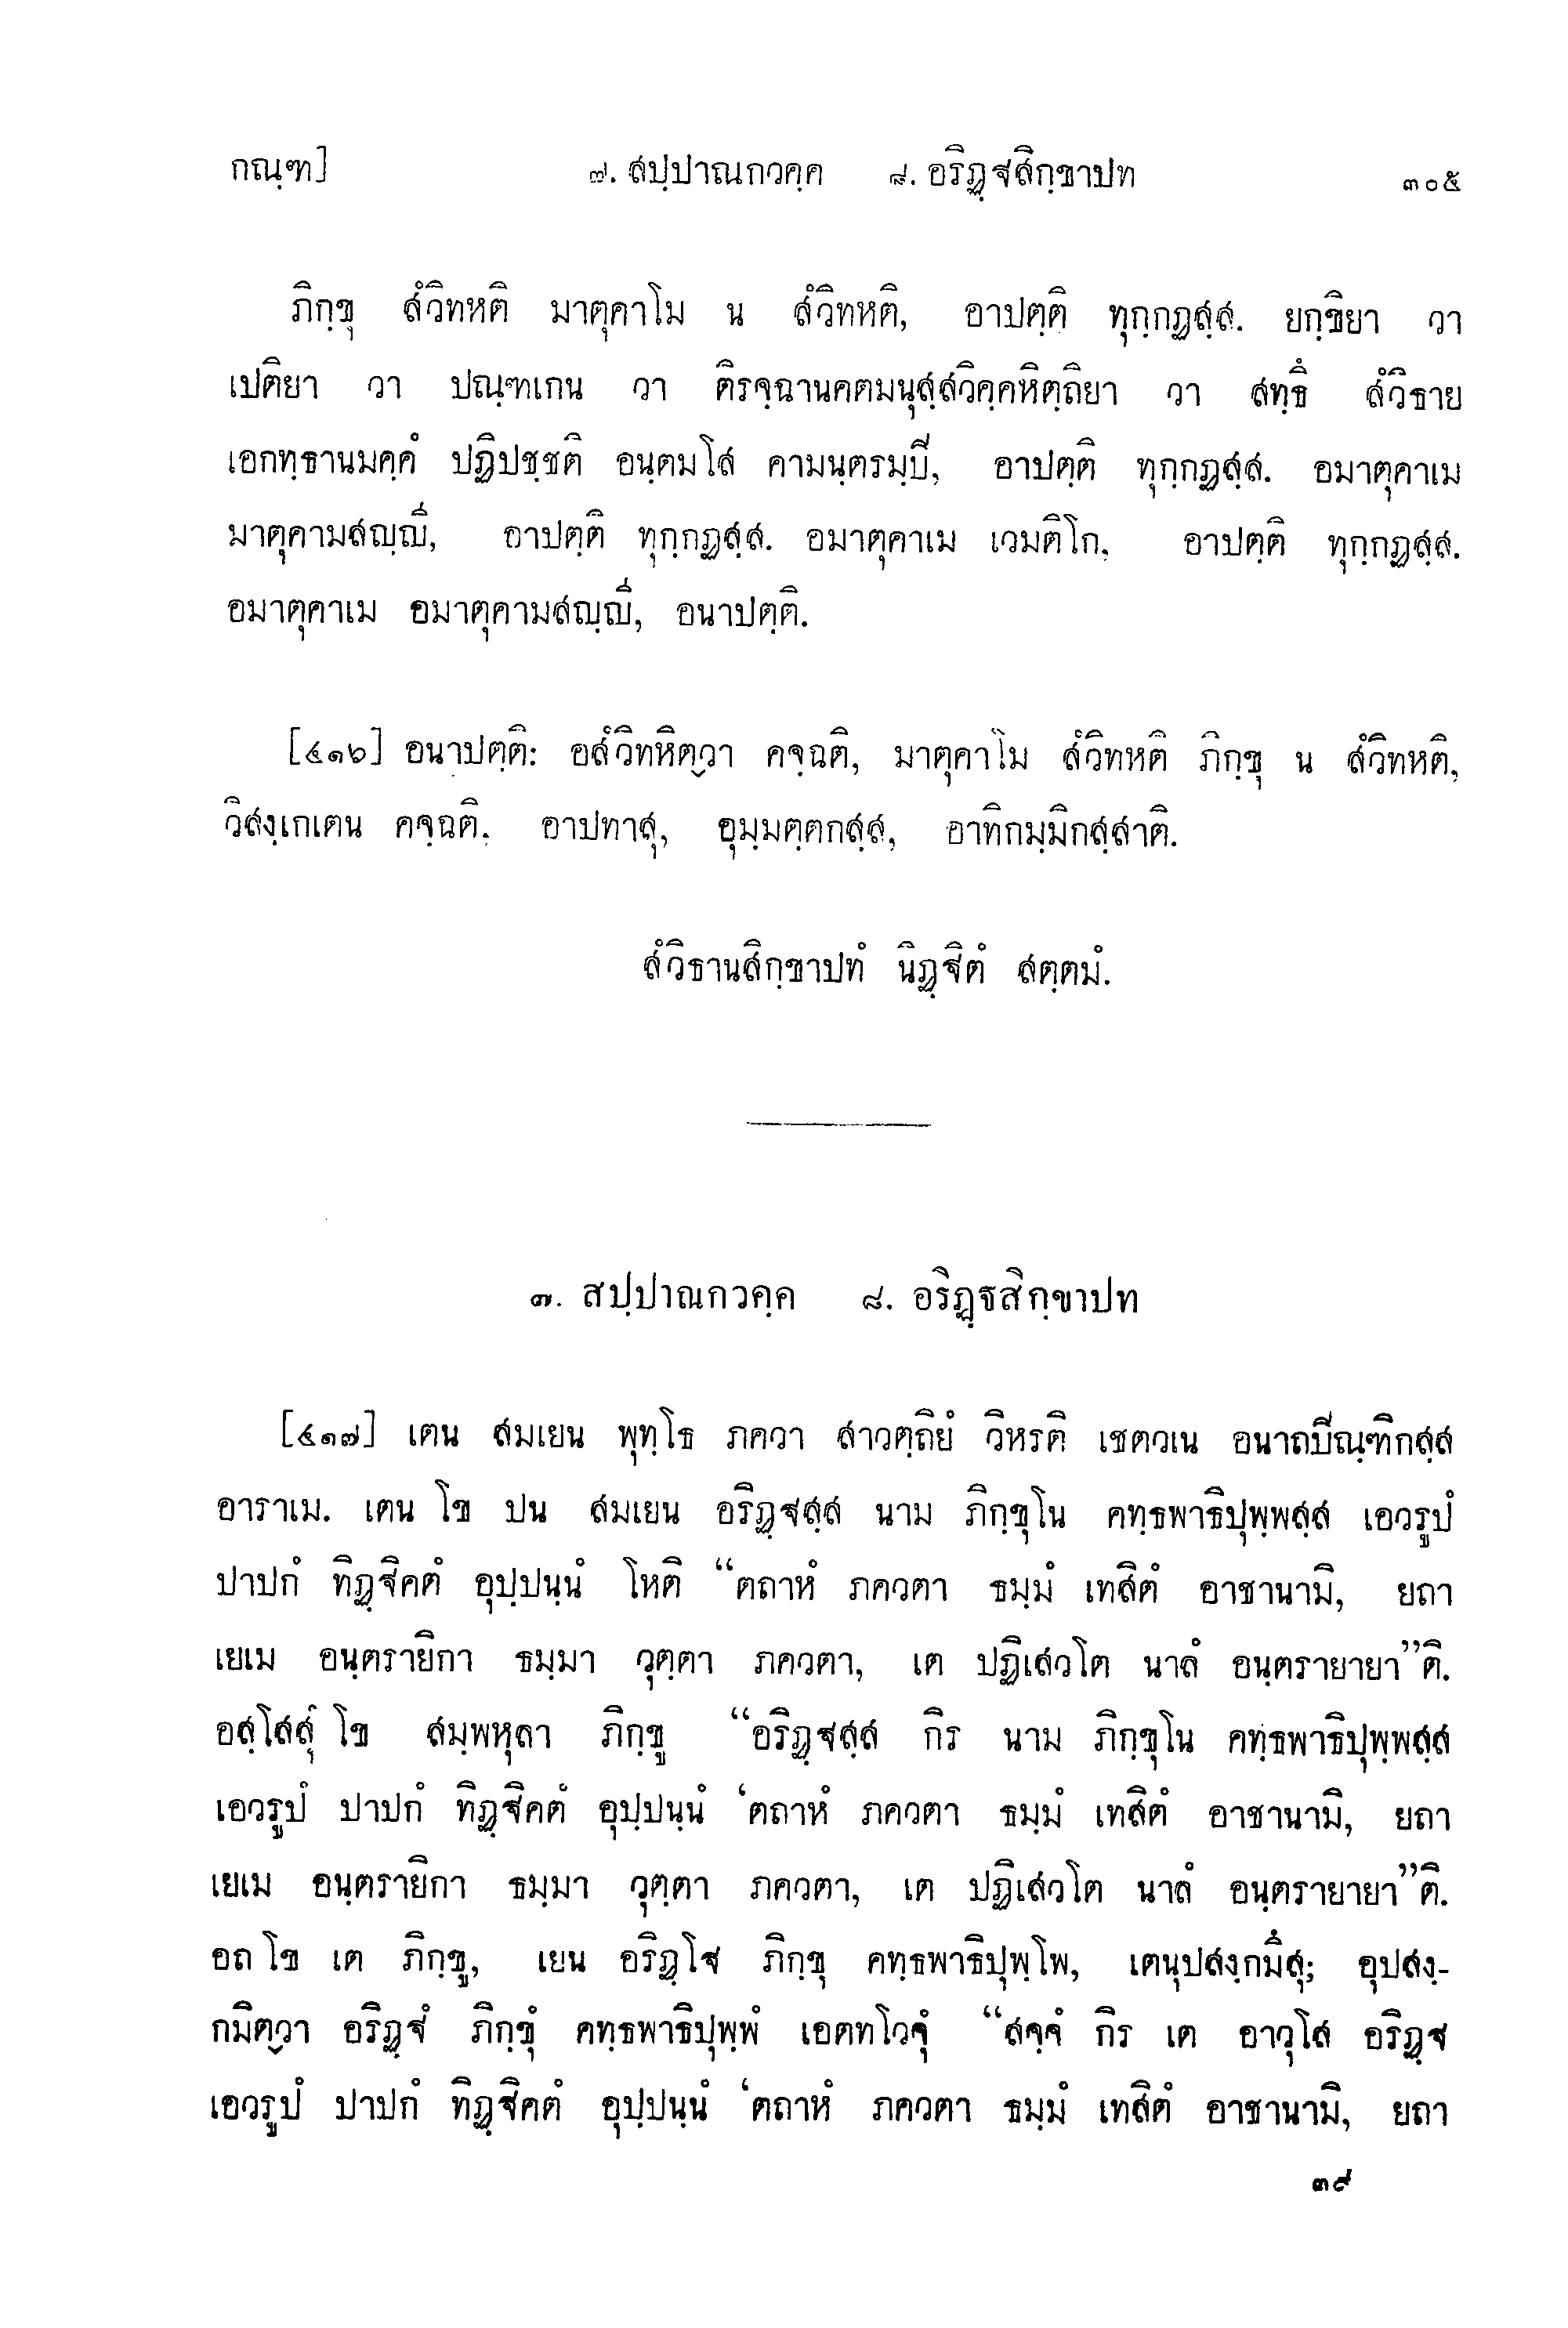 กณฺฑ] ๗. สปฺปาณกวคฺค ๘. อริฏฺฐสิกฺขาปท ๓๐๕
ภิกฺขุ สํวิทหติ มาตุคาโม น สํวิทหติ, อาปตฺติ ทุกฺกฏสฺส. ยกฺขิยา วา
เปติยา วา ปณฺฑเกน วา ติรจฺฉานคตมนุสฺสวิคฺคหิตฺถิยา วา สทฺธึ สํวิธาย
เอกทฺธานมคฺคํ ปฏิปชฺชติ อนฺตมโส คามนฺตรมฺปิ, อาปตฺติ ทุกฺกฏสฺส. อมาตุคาเม
มาตุคามสญฺญี, อาปตฺติ ทุกฺกฏสฺส. อมาตุคาเม เวมติโก, อาปตฺติ ทุกฺกฏสฺส.
อมาตุคาเม อมาตุคามสญฺญี, อนาปตฺติ.
[๔๑๖] อนาปตฺติ: อสํวิทหิตฺวา คจฺฉติ, มาตุคาโม สํวิทหติ ภิกฺขุ น สํวิทหติ,
วิสงฺเกเตน คจฺฉติ, อาปทาสุ, อุมฺมตฺตกสฺส, อาทิกมฺมิกสฺสาติ.
สํวิธานสิกฺขาปทํ นิฏฺฐิตํ สตฺตมํ.
๗. สปฺปาณกวคฺค ๘. อริฏฺฐสิกฺขาปท
[๔๑๗] เตน สมเยน พุทฺโธ ภควา สาวตฺถิยํ วิหรติ เชตวเน อนาถปิณฺฑิกสฺส
อาราเม. เตน โข ปน สมเยน อริฏฺฐสฺส นาม ภิกฺขุโน คทฺธพาธิปุพฺพสฺส เอวรูปํ
ปาปกํ ทิฏฺฐิคตํ อุปฺปนฺนํ โหติ “ตถาหํ ภควตา ธมฺมํ เทสิตํ อาชานามิ, ยถา
เยเม อนฺตรายิกา ธมฺมา วุตฺตา ภควตา, เต ปฏิเสวโต นาลํ อนฺตรายายา”ติ.
อสฺโสสุํ โข สมฺพหุลา ภิกฺขู “อริฏฺฐสฺส กิร นาม ภิกฺขุโน คทฺธพาธิปุพฺพสฺส
เอวรูปํ ปาปกํ ทิฏฺฐิคตํ อุปฺปนฺนํ ‘ตถาหํ ภควตา ธมฺมํ เทสิตํ อาชานามิ, ยถา
เยเม อนฺตรายิกา ธมฺมา วุตฺตา ภควตา, เต ปฏิเสวโต นาลํ อนฺตรายายา”ติ.
อถ โข เต ภิกฺขู, เยน อริฏฺโฐ ภิกฺขุ คทฺธพาธิปุพฺโพ, เตนุปสงฺกมึสุ; อุปสงฺ-
กมิตฺวา อริฏฺฐํ ภิกฺขุํ คทฺธพาธิปุพฺพํ เอตทโวจุํ “สจฺจํ กิร เต อาวุโส อริฏฺฐ
เอวรูปํ ปาปกํ ทิฏฺฐิคตํ อุปฺปนฺนํ ‘ตถาหํ ภควตา ธมฺมํ เทสิตํ อาชานามิ, ยถา
๓๙